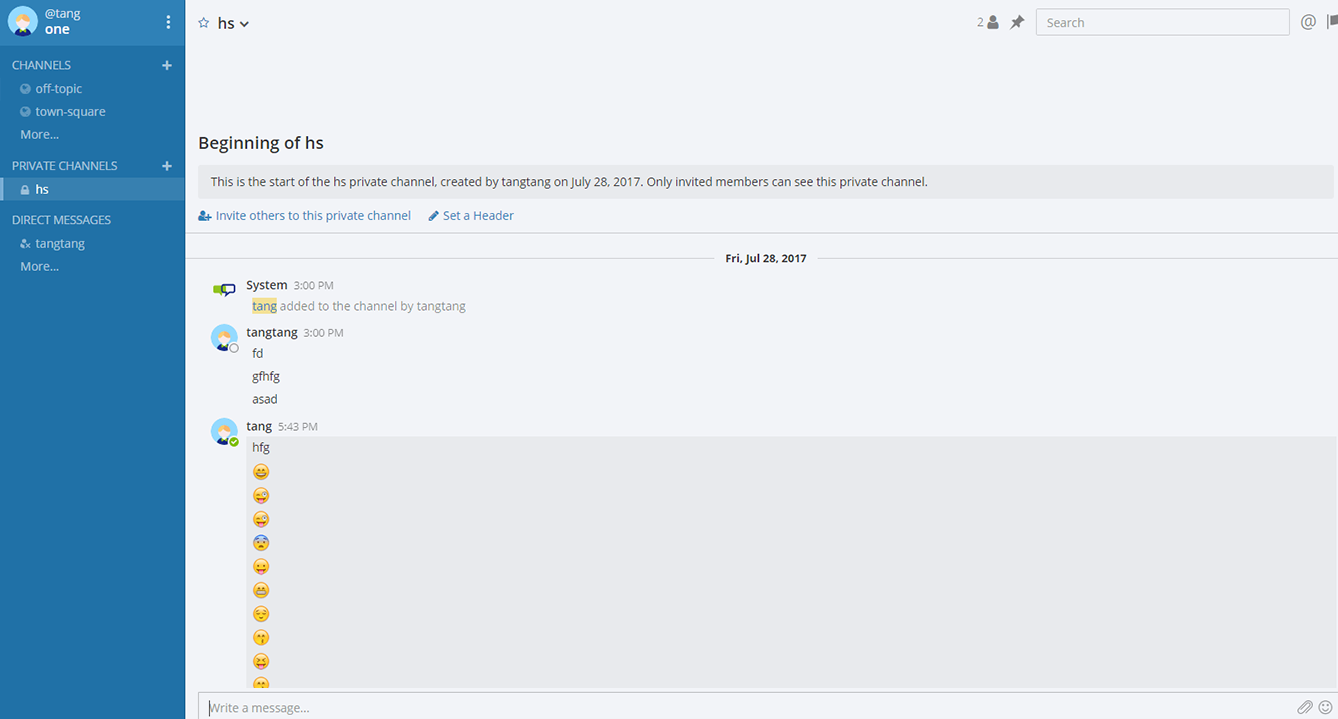 @tang
one
CHANNELS +
off-topic
town-square
More...
PRIVATE CHANNELS +
hs
DIRECT MESSAGES
tangtang
More...
hs
2
Search
@
Beginning of hs
This is the start of the hs private channel, created by tangtang on July 28, 2017. Only invited members can see this private channel.
Invite others to this private channel Set a Header
Fri, Jul 28, 2017
System 3:00 PM
tang added to the channel by tangtang
tangtang 3:00 PM
fd
gfhfg
asad
tang 5:43 PM
hfg
Write a message...